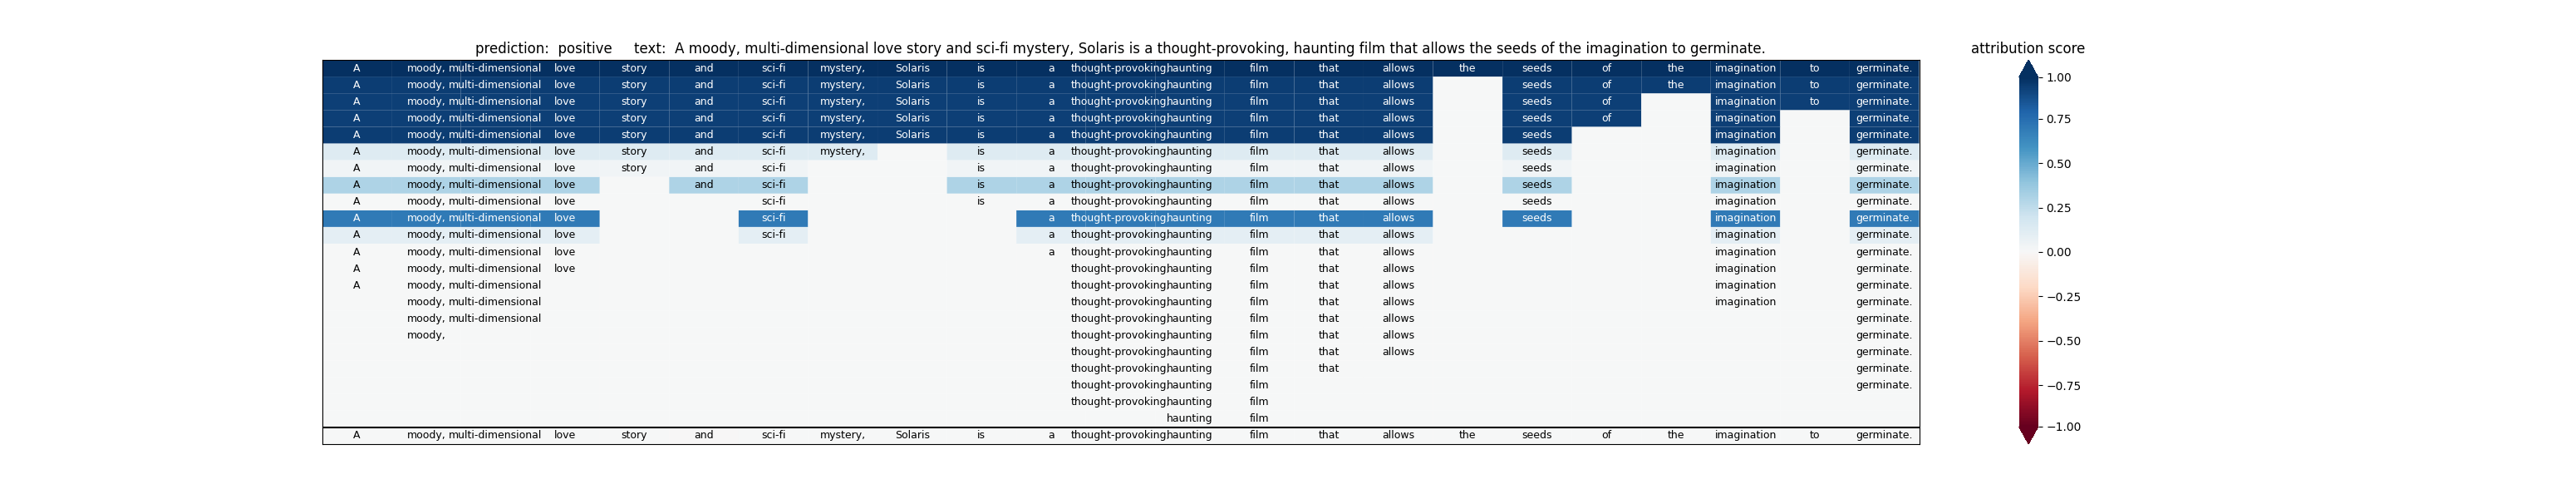 prediction: positive text: A moody, multi-dimensional love story and sci-fi mystery, Solaris is a thought-provoking, haunting film that allows the seeds of the imagination to germinate. attribution score
A moody, multi-dimensional love story and sci-fi mystery, Solaris is a thought-provoking haunting film that allows the seeds of the imagination to germinate. 1.00
A moody, multi-dimensional love story and sci-fi mystery, Solaris is a thought-provoking haunting film that allows seeds of the imagination to germinate.
A moody, multi-dimensional love story and sci-fi mystery, Solaris is a thought-provoking haunting film that allows seeds of imagination to germinate.
A moody, multi-dimensional love story and sci-fi mystery, Solaris is a thought-provoking haunting film that allows seeds of imagination germinate. 0.75
A moody, multi-dimensional love story and sci-fi mystery, Solaris is a thought-provoking haunting film that allows seeds imagination germinate.
A moody, multi-dimensional love story and sci-fi mystery, is a thought-provoking haunting film that allows seeds imagination germinate.
A moody, multi-dimensional love story and sci-fi is a thought-provoking haunting film that allows seeds imagination germinate. 0.50
A moody, multi-dimensional love and sci-fi is a thought-provoking haunting film that allows seeds imagination germinate.
A moody, multi-dimensional love sci-fi is a thought-provoking haunting film that allows seeds imagination germinate. 0.25
A moody, multi-dimensional love sci-fi a thought-provoking haunting film that allows seeds imagination germinate.
A moody, multi-dimensional love sci-fi a thought-provoking haunting film that allows imagination germinate.
A moody, multi-dimensional love a thought-provoking haunting film that allows imagination germinate. 0.00
A moody, multi-dimensional love thought-provoking haunting film that allows imagination germinate.
A moody, multi-dimensional thought-provoking haunting film that allows imagination germinate.
moody, multi-dimensional thought-provoking haunting film that allows imagination germinate. −0.25
moody, multi-dimensional thought-provoking haunting film that allows germinate.
moody, thought-provoking haunting film that allows germinate. −0.50
thought-provoking haunting film that allows germinate.
thought-provoking haunting film that germinate.
thought-provoking haunting film germinate. −0.75
thought-provoking haunting film
haunting film
A moody, multi-dimensional love story and sci-fi mystery, Solaris is a thought-provoking haunting film that allows the seeds of the imagination to germinate. −1.00